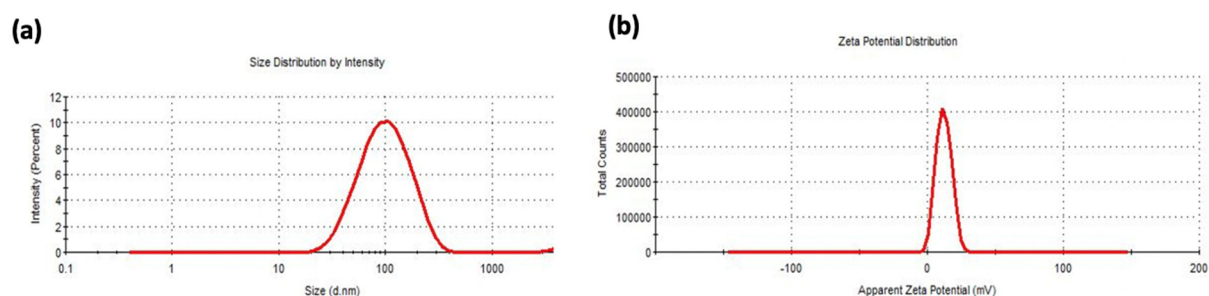 (a)
Size Distribution by Intensity
12
10
8
6
4
2
0
Intensity (Percent)
0.1 1 10 100 1000
Size (d.nm)
(b)
Zeta Potential Distribution
500000
400000
300000
200000
100000
0
Total Counts
-100 0 100 200
Apparent Zeta Potential (mV)